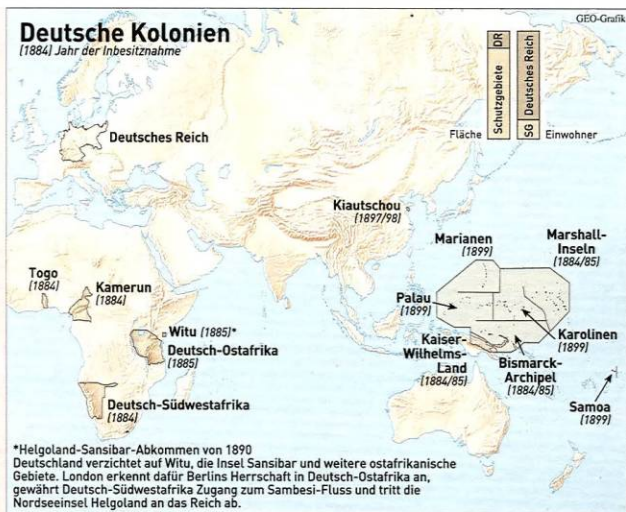 GEO-Grafik
Deutsche Kolonien
[1884] Jahr der Inbesitznahme
DR
Schutzgebiete
SG
Deutsches Reich
Fläche
Einwohner
Deutsches Reich
Kiautschou
(1897/98)
Marianen
(1899)
Marshall-
Inseln
(1884/85)
Togo
(1884)
Kamerun
(1884)
Palau
(1899)
Karolinen
(1899)
Witu (1885)*
Deutsch-Ostafrika
(1885)
Kaiser-
Wilhelms-
Land
(1884/85)
Bismarck-
Archipel
(1884/85)
Samoa
(1899)
Deutsch-Südwestafrika
(1884)
*Helgoland-Sansibar-Abkommen von 1890
Deutschland verzichtet auf Witu, die Insel Sansibar und weitere ostafrikanische
Gebiete. London erkennt dafür Berlins Herrschaft in Deutsch-Ostafrika an,
gewährt Deutsch-Südwestafrika Zugang zum Sambesi-Fluss und tritt die
Nordseeinsel Helgoland an das Reich ab.